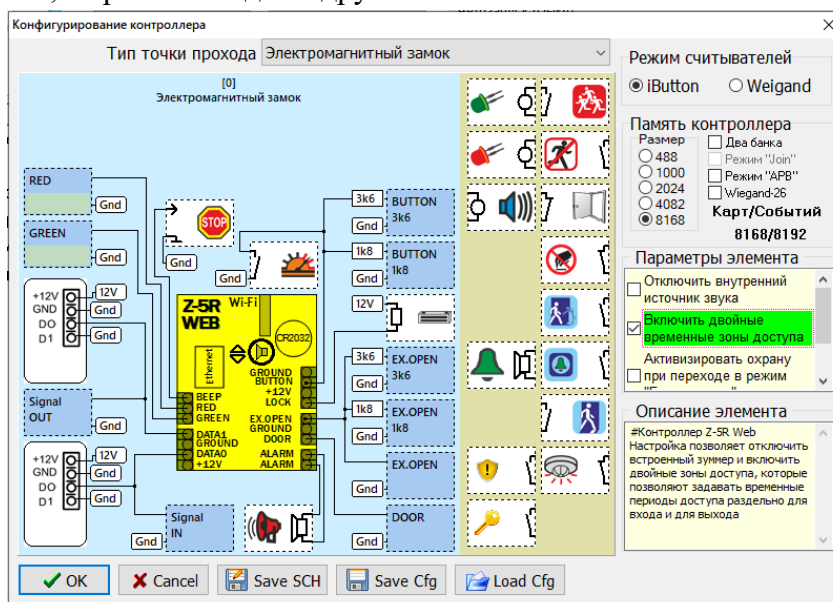 Конфигурирование контроллера
Тип точки прохода Электромагнитный замок
[0]
Электромагнитный замок
RED
Gnd
GREEN
Gnd
+12V
GND
DO
D1
12V
Gnd
Gnd
Signal
OUT
Gnd
+12V
GND
DO
D1
12V
Gnd
Gnd
STOP
Gnd
Gnd
Z-5R
WEB
Wi-Fi
CR2032
Ethernet
GROUND
BUTTON
+12V
LOCK
BEEP
RED
GREEN
EX.OPEN
GROUND
DOOR
DATA1
GROUND
DATA0
+12V
ALARM
ALARM
Signal
IN
Gnd
3k6
BUTTON
3k6
Gnd
1k8
BUTTON
1k8
Gnd
12V
3k6
EX.OPEN
3k6
Gnd
1k8
EX.OPEN
1k8
Gnd
EX.OPEN
Gnd
DOOR
Gnd
Режим считывателей
iButton
Weigand
Память контроллера
Размер
488
1000
2024
4082
8168
Два банка
Режим "Join"
Режим "APB"
Wiegand-26
Карт/Событий
8168/8192
Параметры элемента
Отключить внутренний
источник звука
Включить двойные
временные зоны доступа
Активизировать охрану
при переходе в режим
Описание элемента
#Контроллер Z-5R Web
Настройка позволяет отключить
встроенный зуммер и включить
двойные зоны доступа, которые
позволяют задавать временные
периоды доступа раздельно для
входа и для выхода
OK
Cancel
Save SCH
Save Cfg
Load Cfg